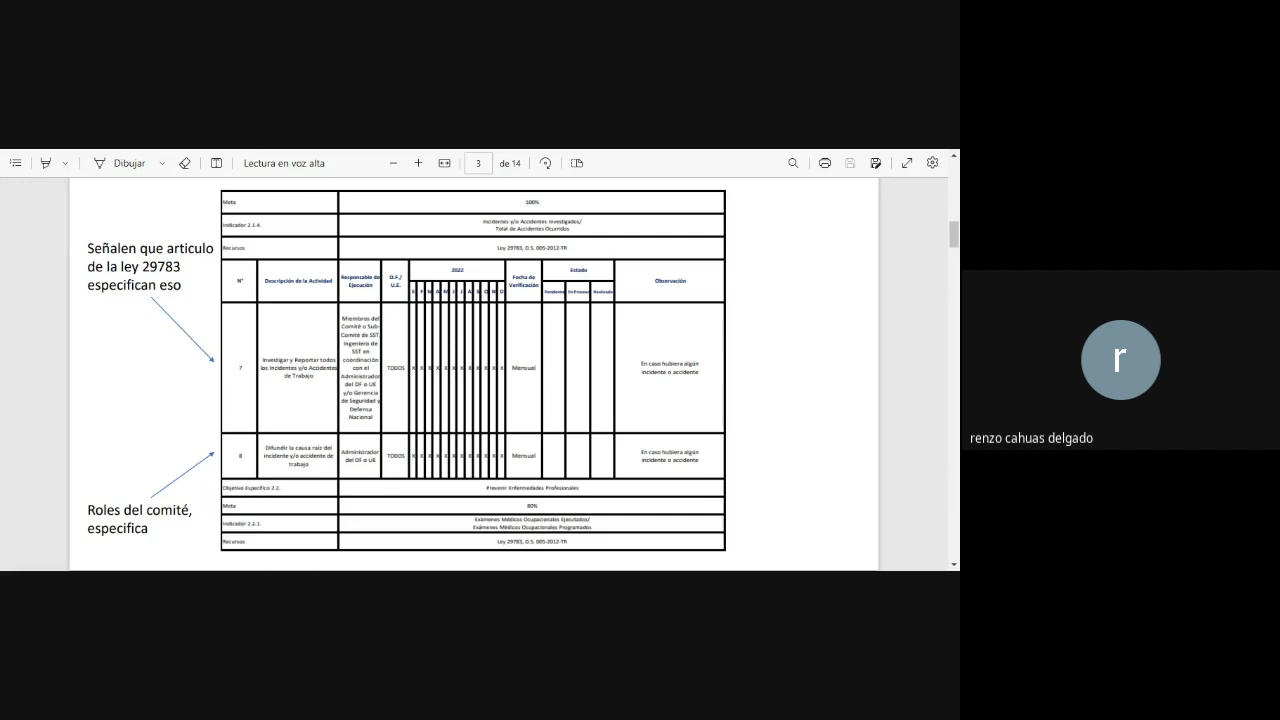 Dibujar
Lectura en voz alta
3
de 14
Meta
100%
Indicador 2.1.4.
Incidentes y/o Accidentes Investigados/
Total de Accidentes Ocurridos
Recursos
Ley 29783, D.S. 005-2012-TR
Señalen que articulo
de la ley 29783
especifican eso
N°
Descripción de la Actividad
Responsable de
Ejecución
D.F./
U.E.
2022
E F M A M J J A S O N D
Fecha de
Verificación
Estado
Pendiente En Proceso Realizado
Observación
7
Investigar y Reportar todos
los Incidentes y/o Accidentes
de Trabajo
Miembros del
Comité o Sub-
Comité de SST,
Ingeniero de
SST en
coordinación
con el
Administrador
del DF o UE
y/o Gerencia
de Seguridad y
Defensa
Nacional
TODOS
X X X X X X X X X X X X
Mensual
En caso hubiera algún
incidente o accidente
8
Difundir la causa raíz del
incidente y/o accidente de
trabajo
Administrador
del DF o UE
TODOS
X X X X X X X X X X X X
Mensual
En caso hubiera algún
incidente o accidente
Roles del comité,
especifica
Objetivo Específico 2.2.
Prevenir Enfermedades Profesionales
Meta
80%
Indicador 2.2.1.
Exámenes Médicos Ocupacionales Ejecutados/
Exámenes Médicos Ocupacionales Programados
Recursos
Ley 29783, D.S. 005-2012-TR
r
renzo cahuas delgado